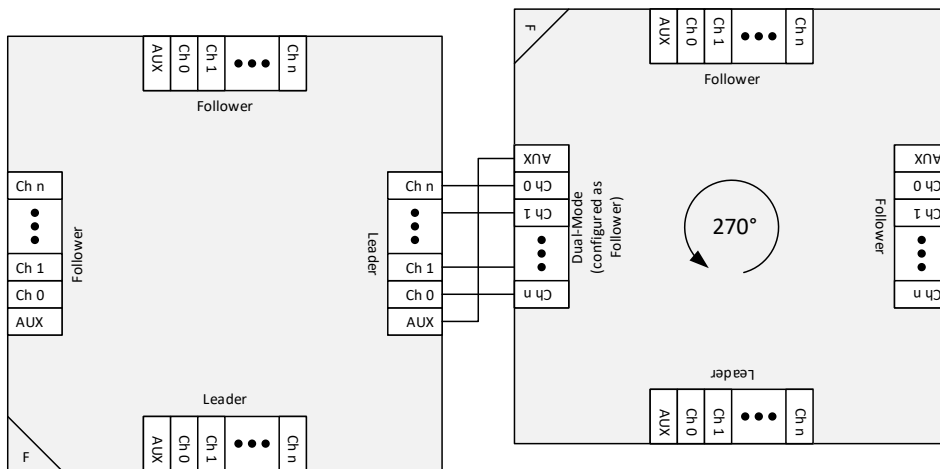 AUX
Ch 0
Ch 1
Ch n
Follower
Ch n
Ch 1
Ch 0
AUX
Follower
Ch n
Ch 1
Ch 0
AUX
Leader
Leader
AUX
Ch 0
Ch 1
Ch n
F
F
AUX
Ch 0
Ch 1
Ch n
Follower
AUX
Ch 0
Ch 1
Ch n
Dual-Mode
(configured as
Follower)
270°
AUX
Ch 0
Ch 1
Ch n
Follower
Leader
AUX
Ch 0
Ch 1
Ch n